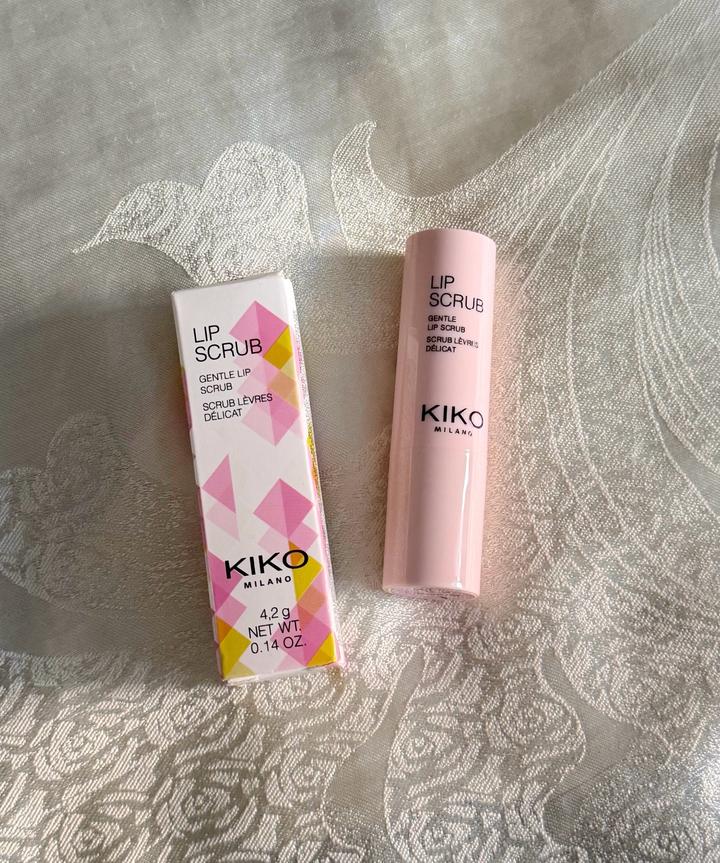 LIP
SCRUB
GENTLE LIP
SCRUB
SCRUB LÈVRES
DÉLICAT
KIKO
MILANO
4,2 g
NET WT.
0.14 OZ.
LIP
SCRUB
GENTLE
LIP SCRUB
SCRUB LÈVRES
DÉLICAT
KIKO
MILANO